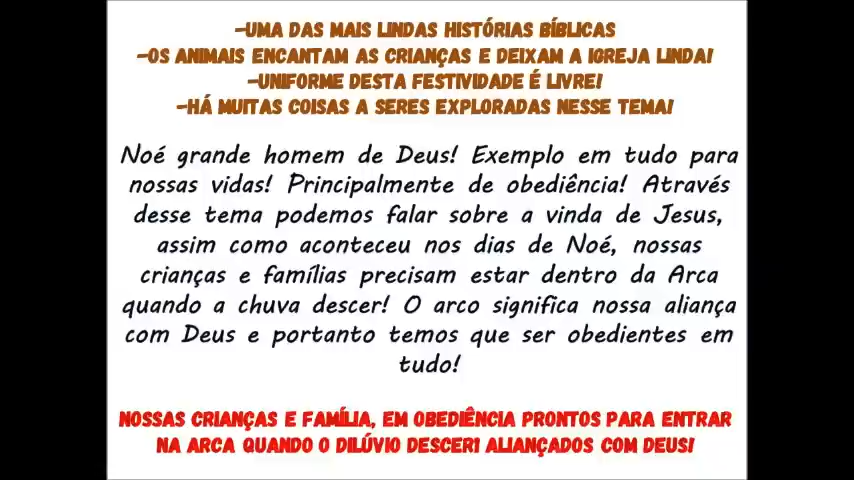 -UMA DAS MAIS LINDAS HISTÓRIAS BÍBLICAS
-OS ANIMAIS ENCANTAM AS CRIANÇAS E DEIXAM A IGREJA LINDA!
-UNIFORME DESTA FESTIVIDADE É LIVRE!
-HÁ MUITAS COISAS A SERES EXPLORADAS NESSE TEMA!
Noé grande homem de Deus! Exemplo em tudo para
nossas vidas! Principalmente de obediência! Através
desse tema podemos falar sobre a vinda de Jesus,
assim como aconteceu nos dias de Noé, nossas
crianças e famílias precisam estar dentro da Arca
quando a chuva descer! O arco significa nossa aliança
com Deus e portanto temos que ser obedientes em
tudo!
NOSSAS CRIANÇAS E FAMÍLIA, EM OBEDIÊNCIA PRONTOS PARA ENTRAR
NA ARCA QUANDO O DILÚVIO DESCER1 ALIANÇADOS COM DEUS!